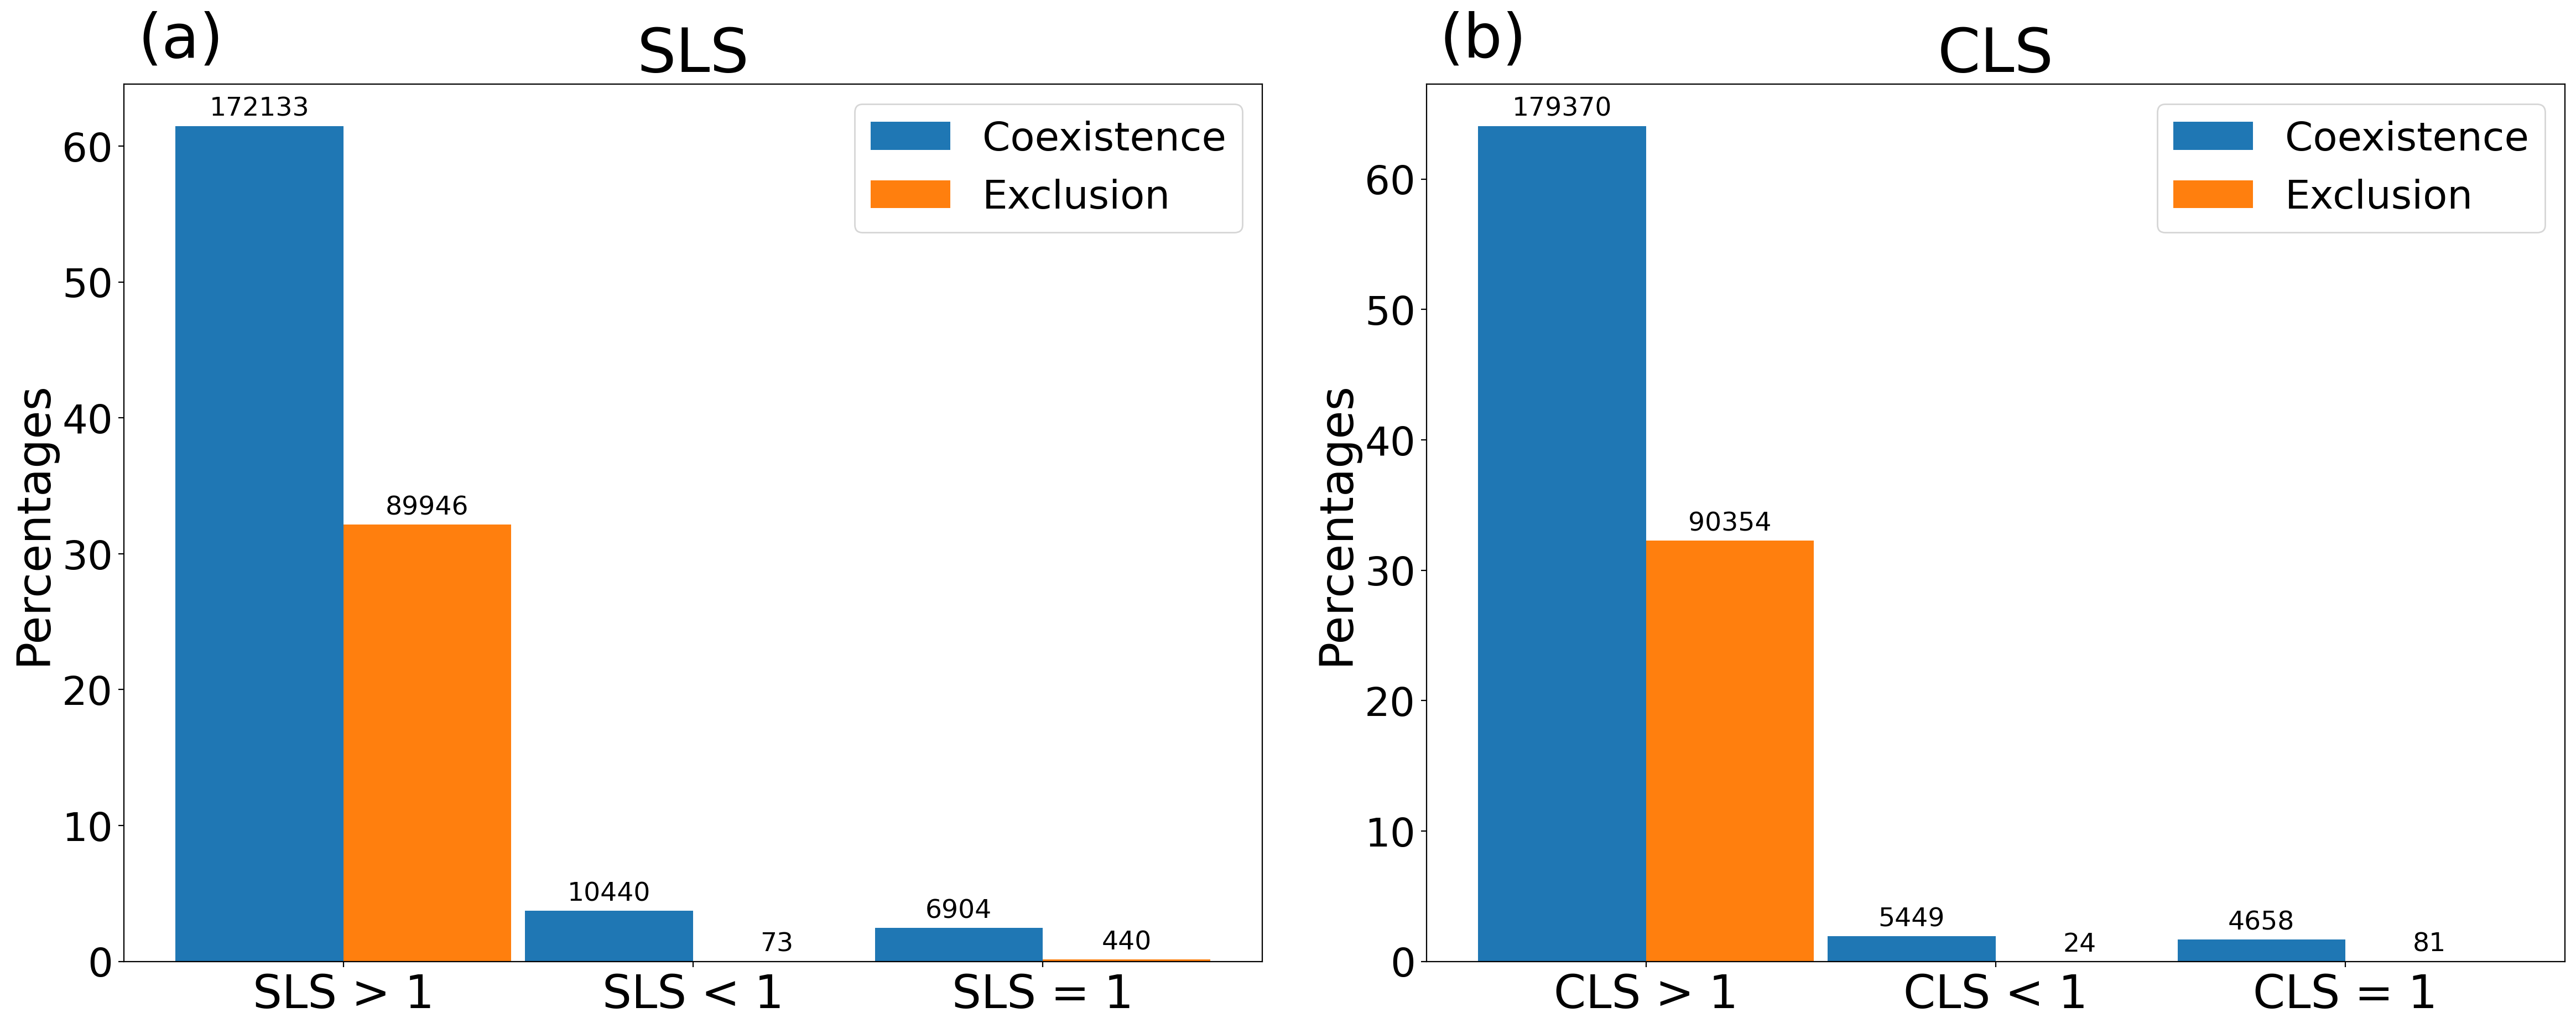 (a)
SLS
172133
Coexistence
Exclusion
60
50
40
30
20
10
0
Percentages
89946
10440
73
6904
440
SLS > 1
SLS < 1
SLS = 1
(b)
CLS
179370
Coexistence
Exclusion
60
50
40
30
20
10
0
Percentages
90354
5449
24
4658
81
CLS > 1
CLS < 1
CLS = 1